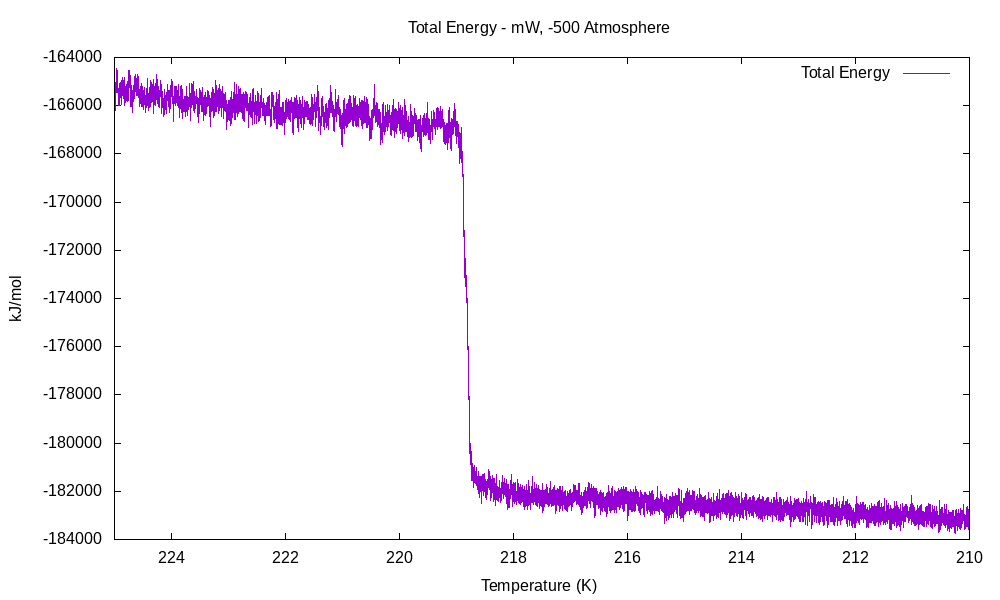 Total Energy - mW, -500 Atmosphere
Total Energy
-164000
-166000
-168000
-170000
-172000
-174000
-176000
-178000
-180000
-182000
-184000
kJ/mol
224 222 220 218 216 214 212 210
Temperature (K)